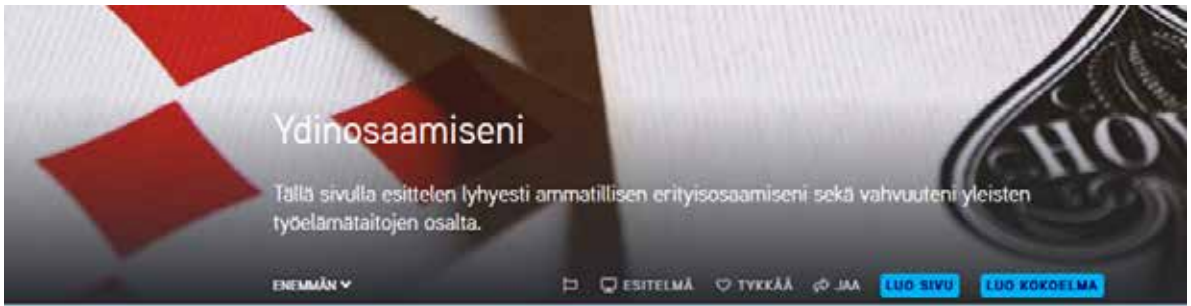 Ydinosaamiseni
HO
Tällä sivulla esittelen lyhyesti ammatillisen erityisosaamiseni sekä vahvuuteni yleisten
työelämätaitojen osalta.
ENEMMÄN
ESITELMÄ
TYKKÄÄ
JAA
LUO SIVU
LUO KOKOELMA